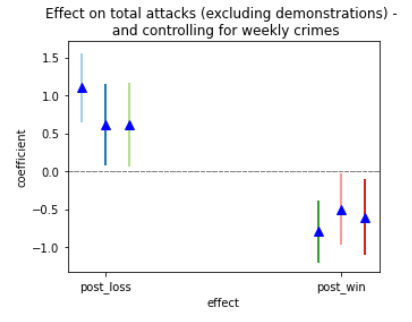 Effect on total attacks (excluding demonstrations) -
and controlling for weekly crimes
1.5
1.0
0.5
0.0
−0.5
−1.0
coefficient
post_loss
post_win
effect